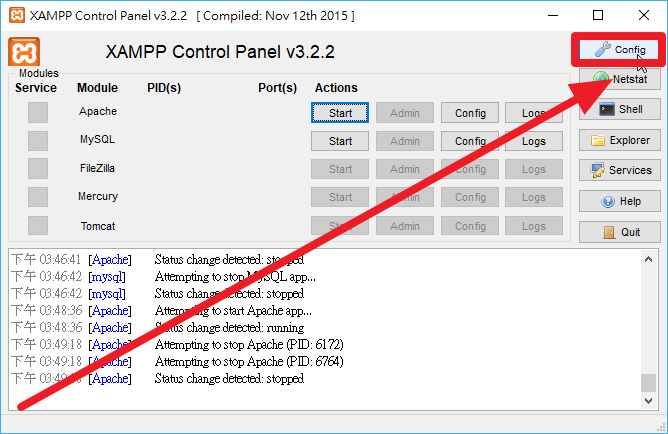 XAMPP Control Panel v3.2.2 [ Compiled: Nov 12th 2015 ]
XAMPP Control Panel v3.2.2
Config
Netstat
Shell
Explorer
Services
Help
Quit
Modules
Service Module PID(s) Port(s) Actions
Apache Start Admin Config Logs
MySQL Start Admin Config Logs
FileZilla Start Admin Config Logs
Mercury Start Admin Config Logs
Tomcat Start Admin Config Logs
下午 03:46:41 [Apache] Status change detected: stopped
下午 03:46:42 [mysql] Attempting to stop MySQL app...
下午 03:46:42 [mysql] Status change detected: stopped
下午 03:48:36 [Apache] Attempting to start Apache app...
下午 03:48:36 [Apache] Status change detected: running
下午 03:49:18 [Apache] Attempting to stop Apache (PID: 6172)
下午 03:49:18 [Apache] Attempting to stop Apache (PID: 6764)
下午 [Apache] Status change detected: stopped